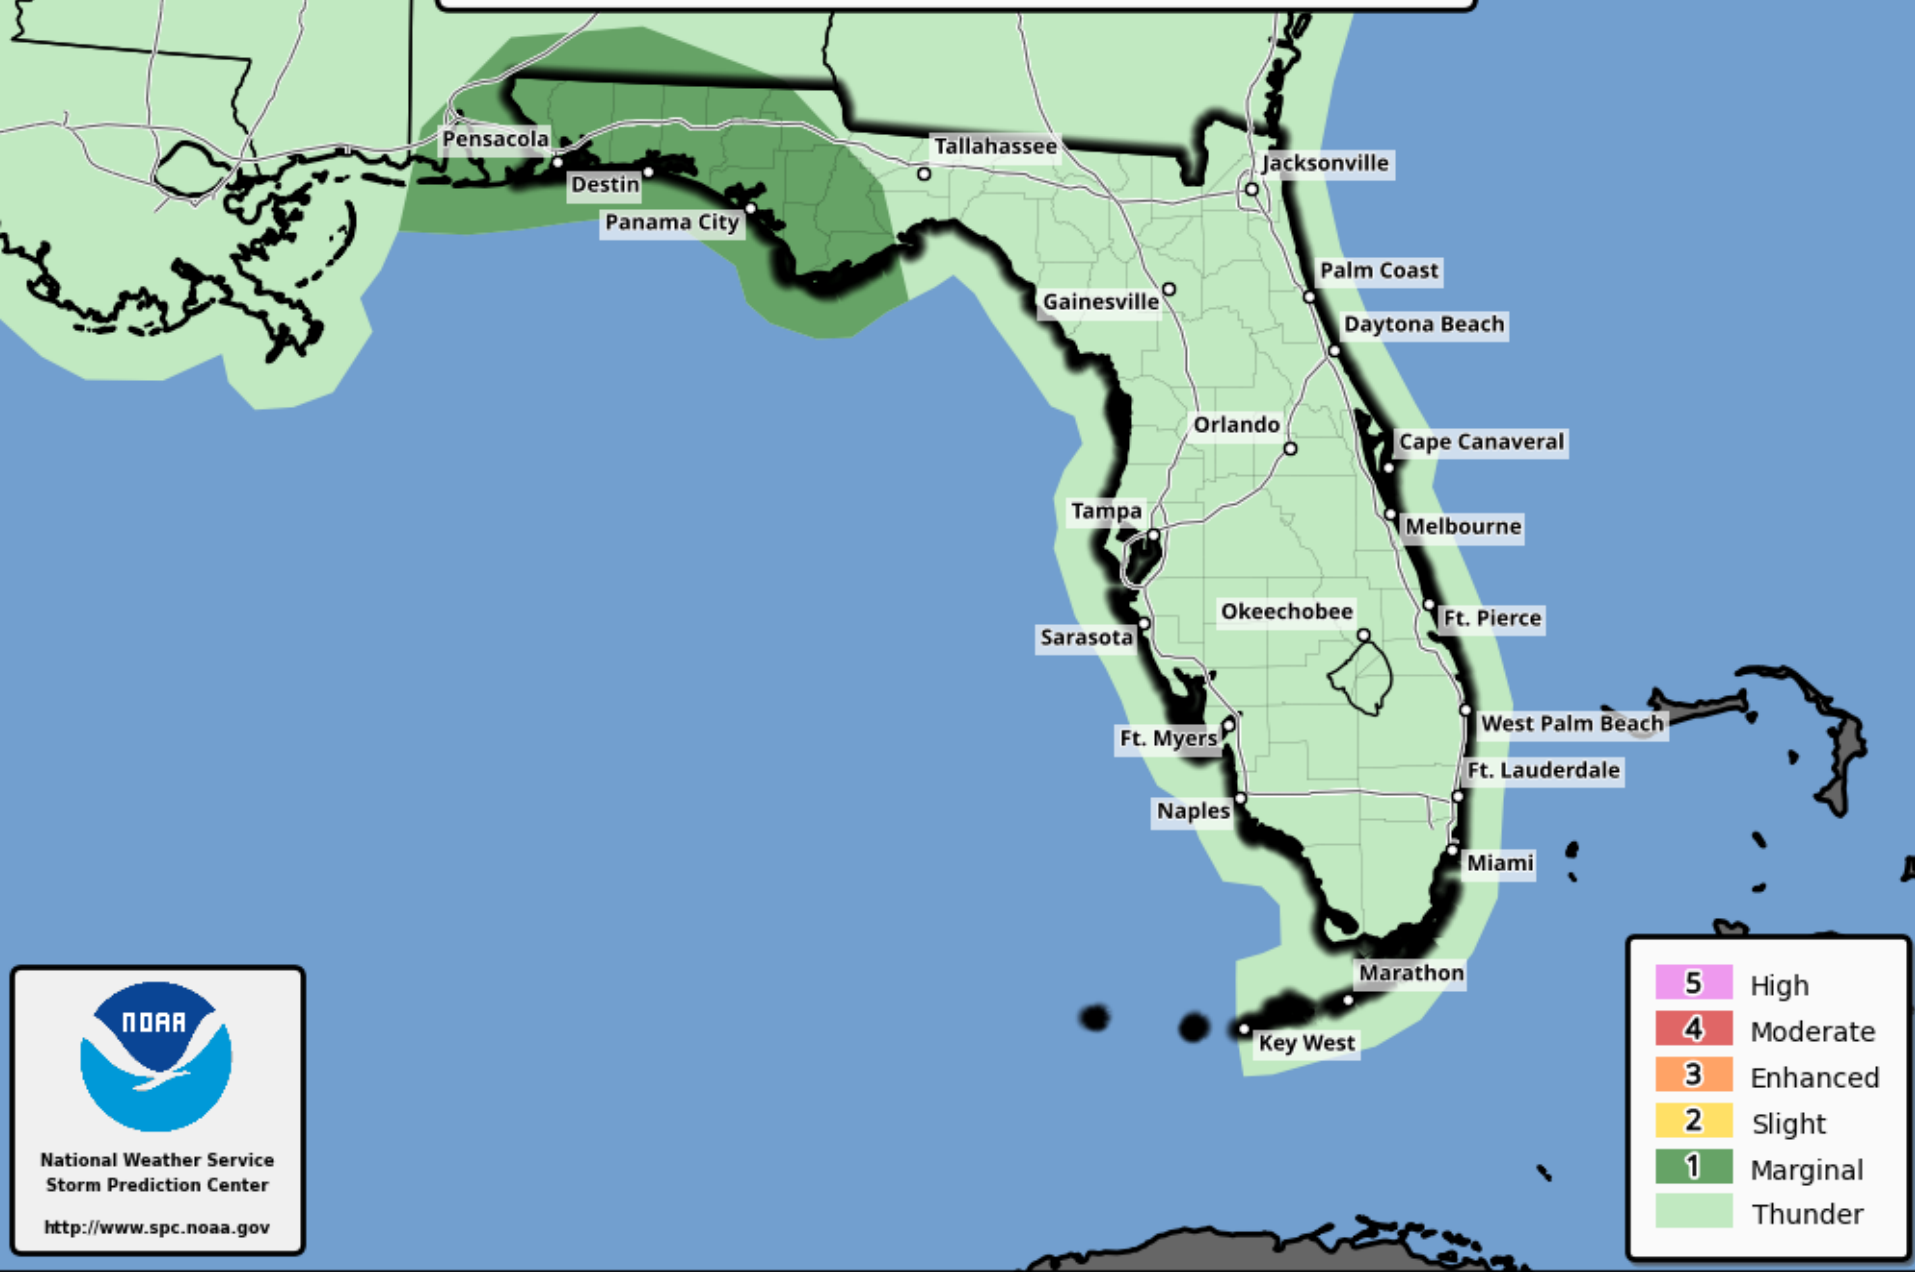 Pensacola
Tallahassee
Jacksonville
Destin
Panama City
Palm Coast
Gainesville
Daytona Beach
Orlando
Cape Canaveral
Tampa
Melbourne
Okeechobee
Ft. Pierce
Sarasota
West Palm Beach
Ft. Myers
Ft. Lauderdale
Naples
Miami
Marathon
Key West
NOAA
National Weather Service
Storm Prediction Center
http://www.spc.noaa.gov
5 High
4 Moderate
3 Enhanced
2 Slight
1 Marginal
Thunder